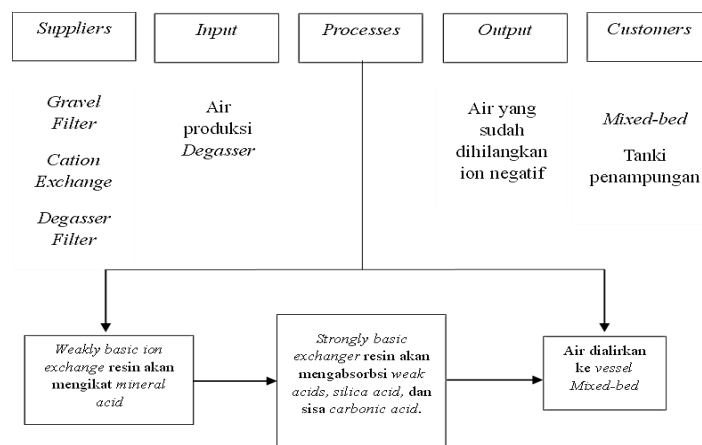 Suppliers
Input
Processes
Output
Customers
Gravel
Filter
Cation
Exchange
Degasser
Filter
Air
produksi
Degasser
Air yang
sudah
dihilangkan
ion negatif
Mixed-bed
Tanki
penampungan
Weakly basic ion
exchange resin akan
mengikat mineral
acid
Strongly basic
exchanger resin akan
mengabsorbsi weak
acids, silica acid, dan
sisa carbonic acid.
Air dialirkan
ke vessel
Mixed-bed